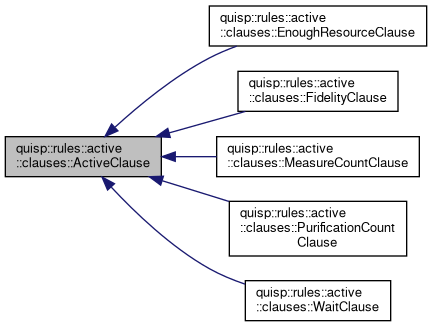 quisp::rules::active
::clauses::EnoughResourceClause
quisp::rules::active
::clauses::FidelityClause
quisp::rules::active
::clauses::ActiveClause
quisp::rules::active
::clauses::MeasureCountClause
quisp::rules::active
::clauses::PurificationCount
Clause
quisp::rules::active
::clauses::WaitClause